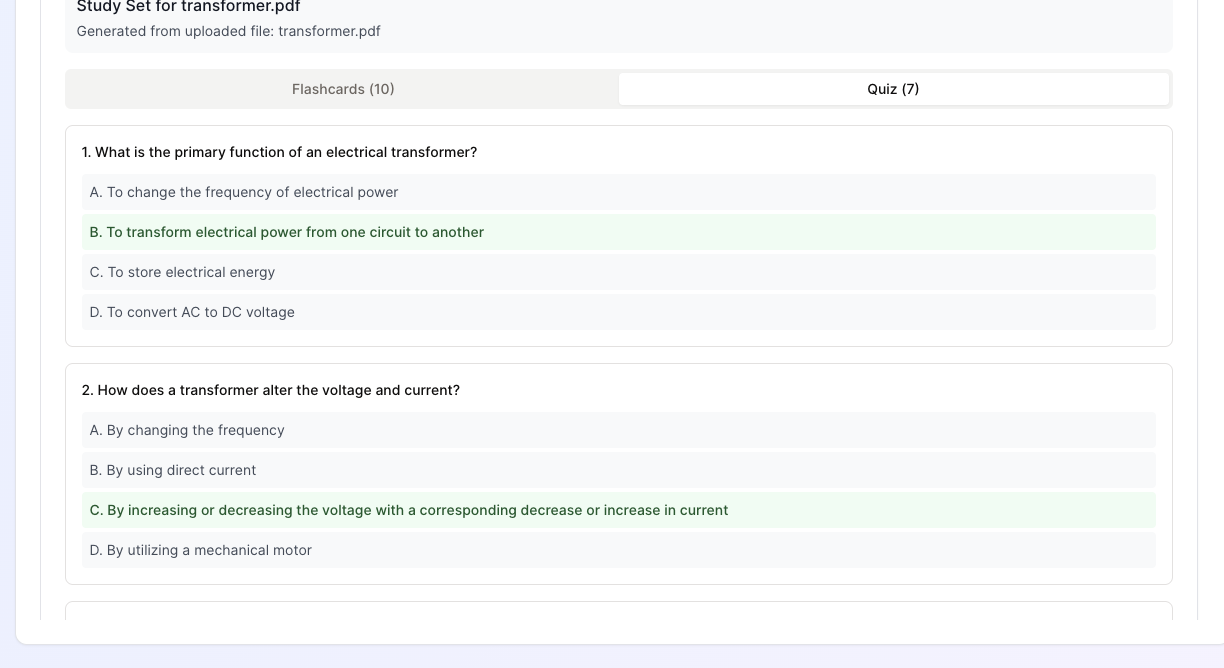 Study Set for transformer.pdf
Generated from uploaded file: transformer.pdf
Flashcards (10)
Quiz (7)
1. What is the primary function of an electrical transformer?
A. To change the frequency of electrical power
B. To transform electrical power from one circuit to another
C. To store electrical energy
D. To convert AC to DC voltage
2. How does a transformer alter the voltage and current?
A. By changing the frequency
B. By using direct current
C. By increasing or decreasing the voltage with a corresponding decrease or increase in current
D. By utilizing a mechanical motor